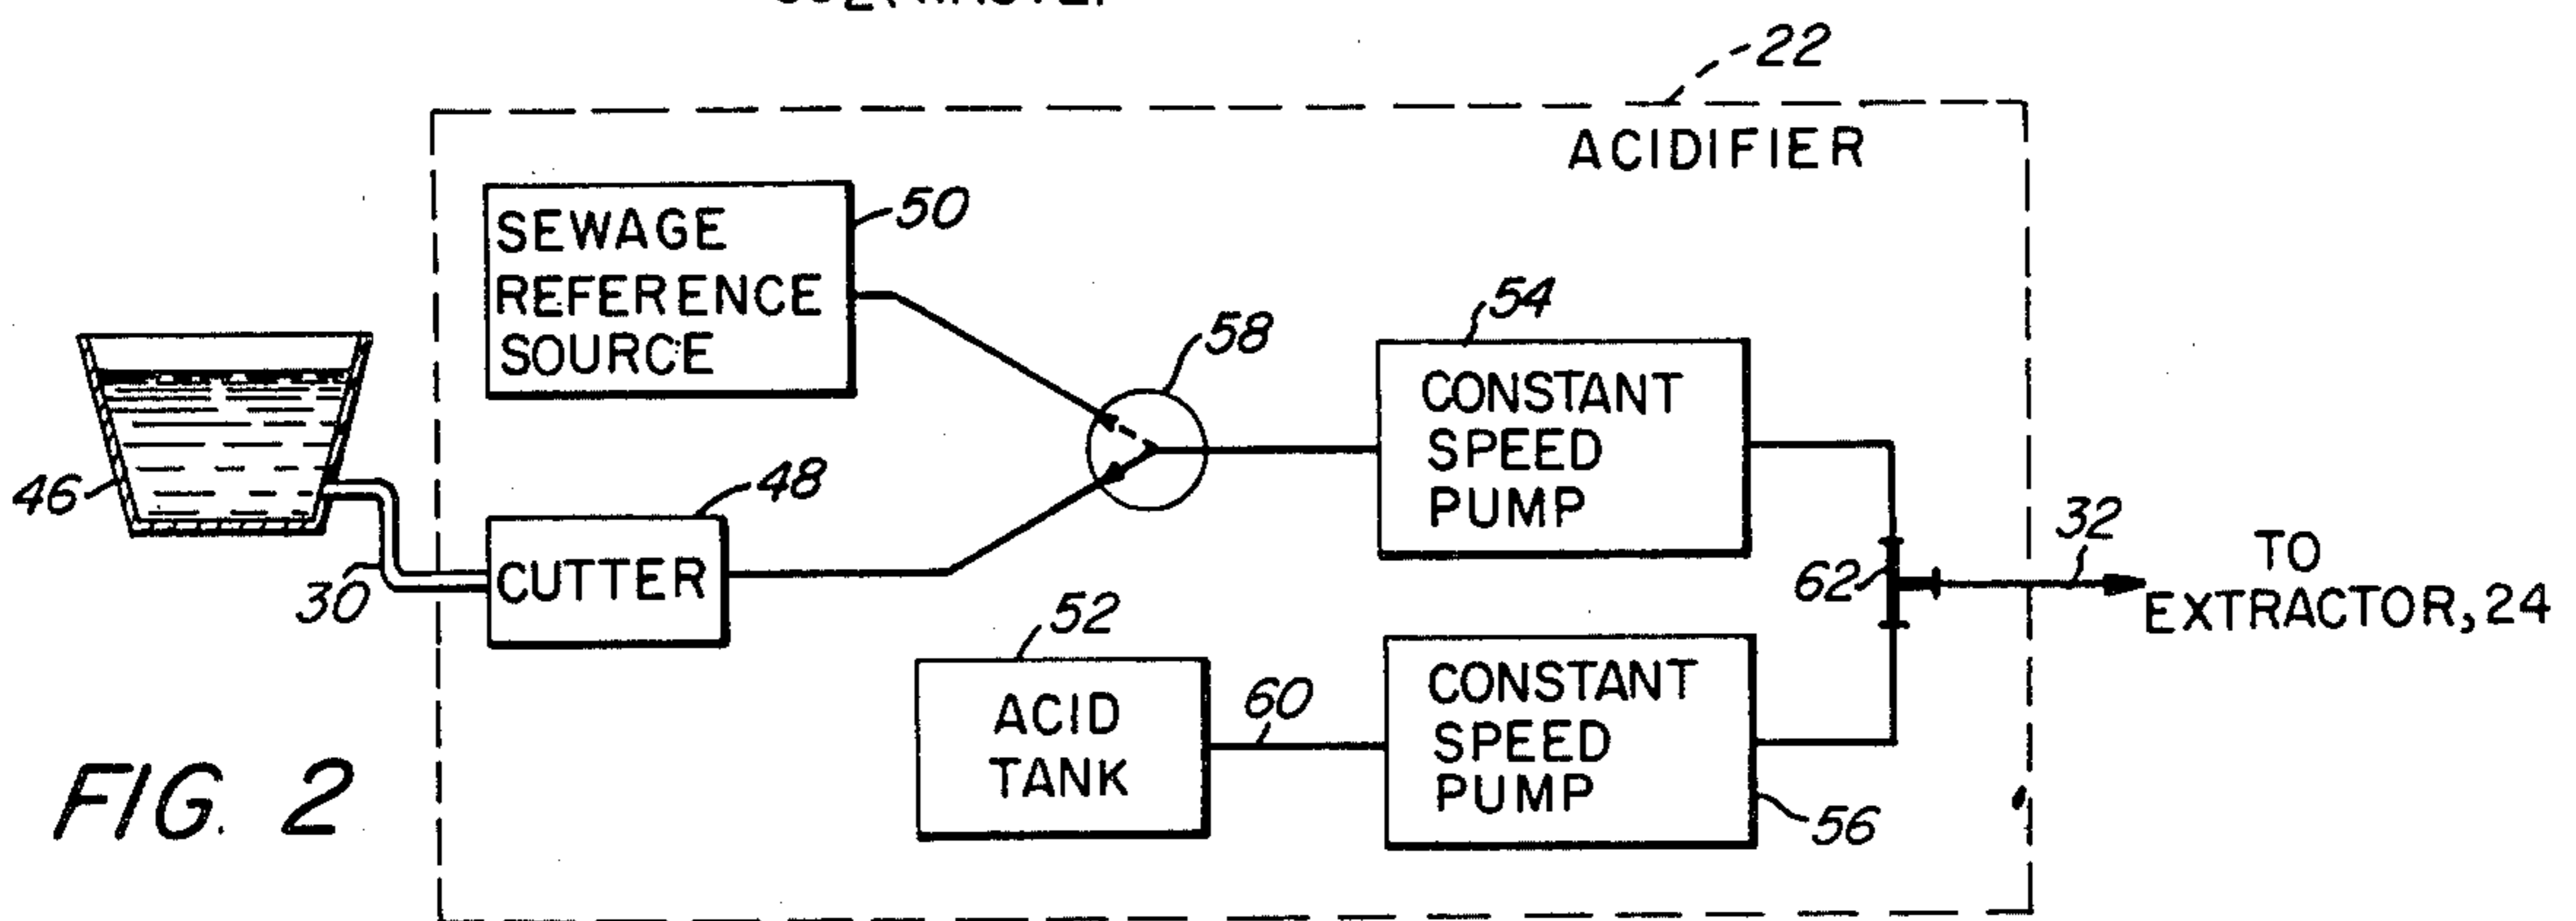 22
ACIDIFIER
SEWAGE
REFERENCE
SOURCE
50
58
54
CONSTANT
SPEED
PUMP
46
30
48
CUTTER
52
ACID
TANK
60
CONSTANT
SPEED
PUMP
56
62
32
TO
EXTRACTOR, 24
FIG. 2